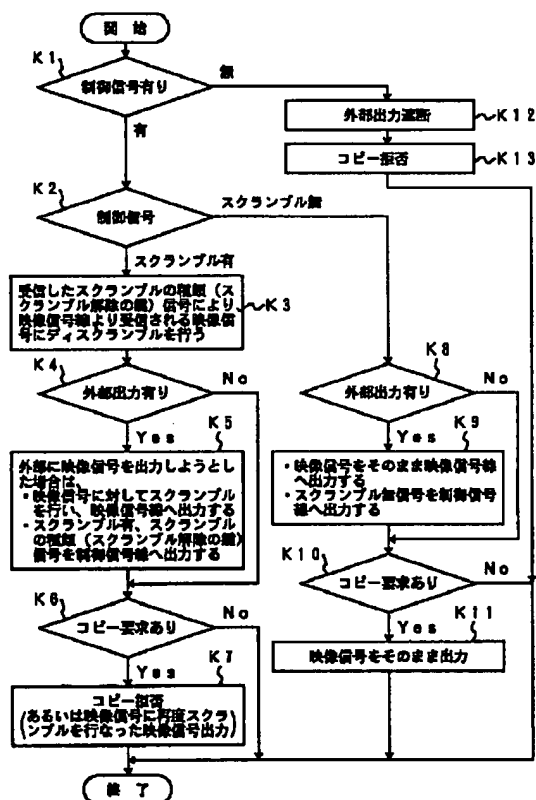 開始
K1
制御信号有り
無
有
外部出力遮断
K12
コピー拒否
K13
K2
制御信号
スクランブル無
スクランブル有
受信したスクランブルの種類（ス
クランブル解除の鍵）信号により
映像信号線より受信される映像信
号にディスクランブルを行う
K3
K4
外部出力有り
No
Yes
K5
外部に映像信号を出力しようとし
た場合は、
・映像信号に対してスクランブル
を行い、映像信号線へ出力する
・スクランブル有、スクランブル
の種類（スクランブル解除の鍵）
信号を制御信号線へ出力する
K6
コピー要求あり
No
Yes
K7
コピー拒否
(あるいは映像信号に再度スクラ
ンブルを行なった映像信号出力)
K8
外部出力有り
No
Yes
K9
・映像信号をそのまま映像信号線
へ出力する
・スクランブル無信号を制御信号
線へ出力する
K10
コピー要求あり
No
Yes
K11
映像信号をそのまま出力
終了